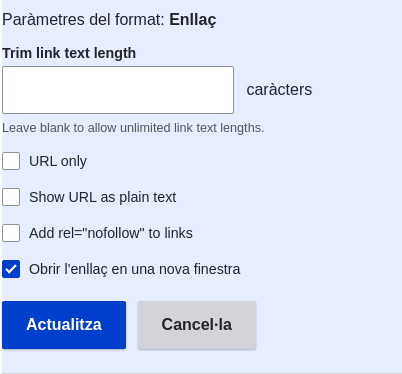 Paràmetres del format: Enllaç
Trim link text length
caràcters
Leave blank to allow unlimited link text lengths.
URL only
Show URL as plain text
Add rel="nofollow" to links
Obrir l'enllaç en una nova finestra
Actualitza
Cancel·la